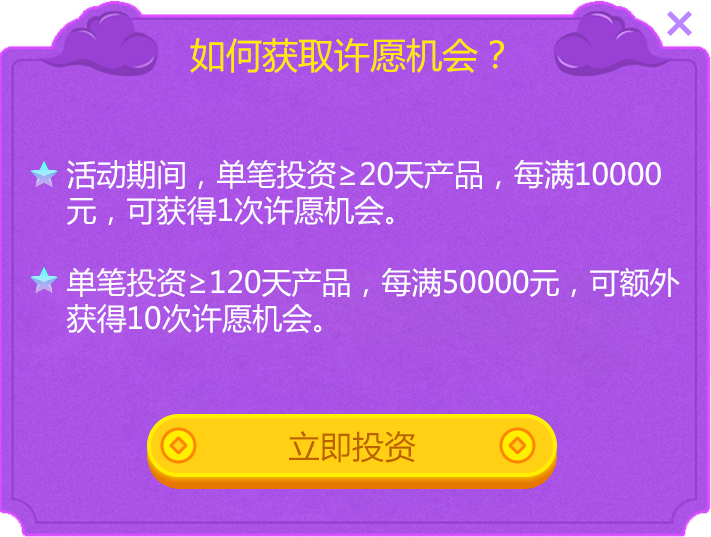 如何获取许愿机会？
活动期间，单笔投资≥20天产品，每满10000
元，可获得1次许愿机会。
单笔投资≥120天产品，每满50000元，可额外
获得10次许愿机会。
立即投资